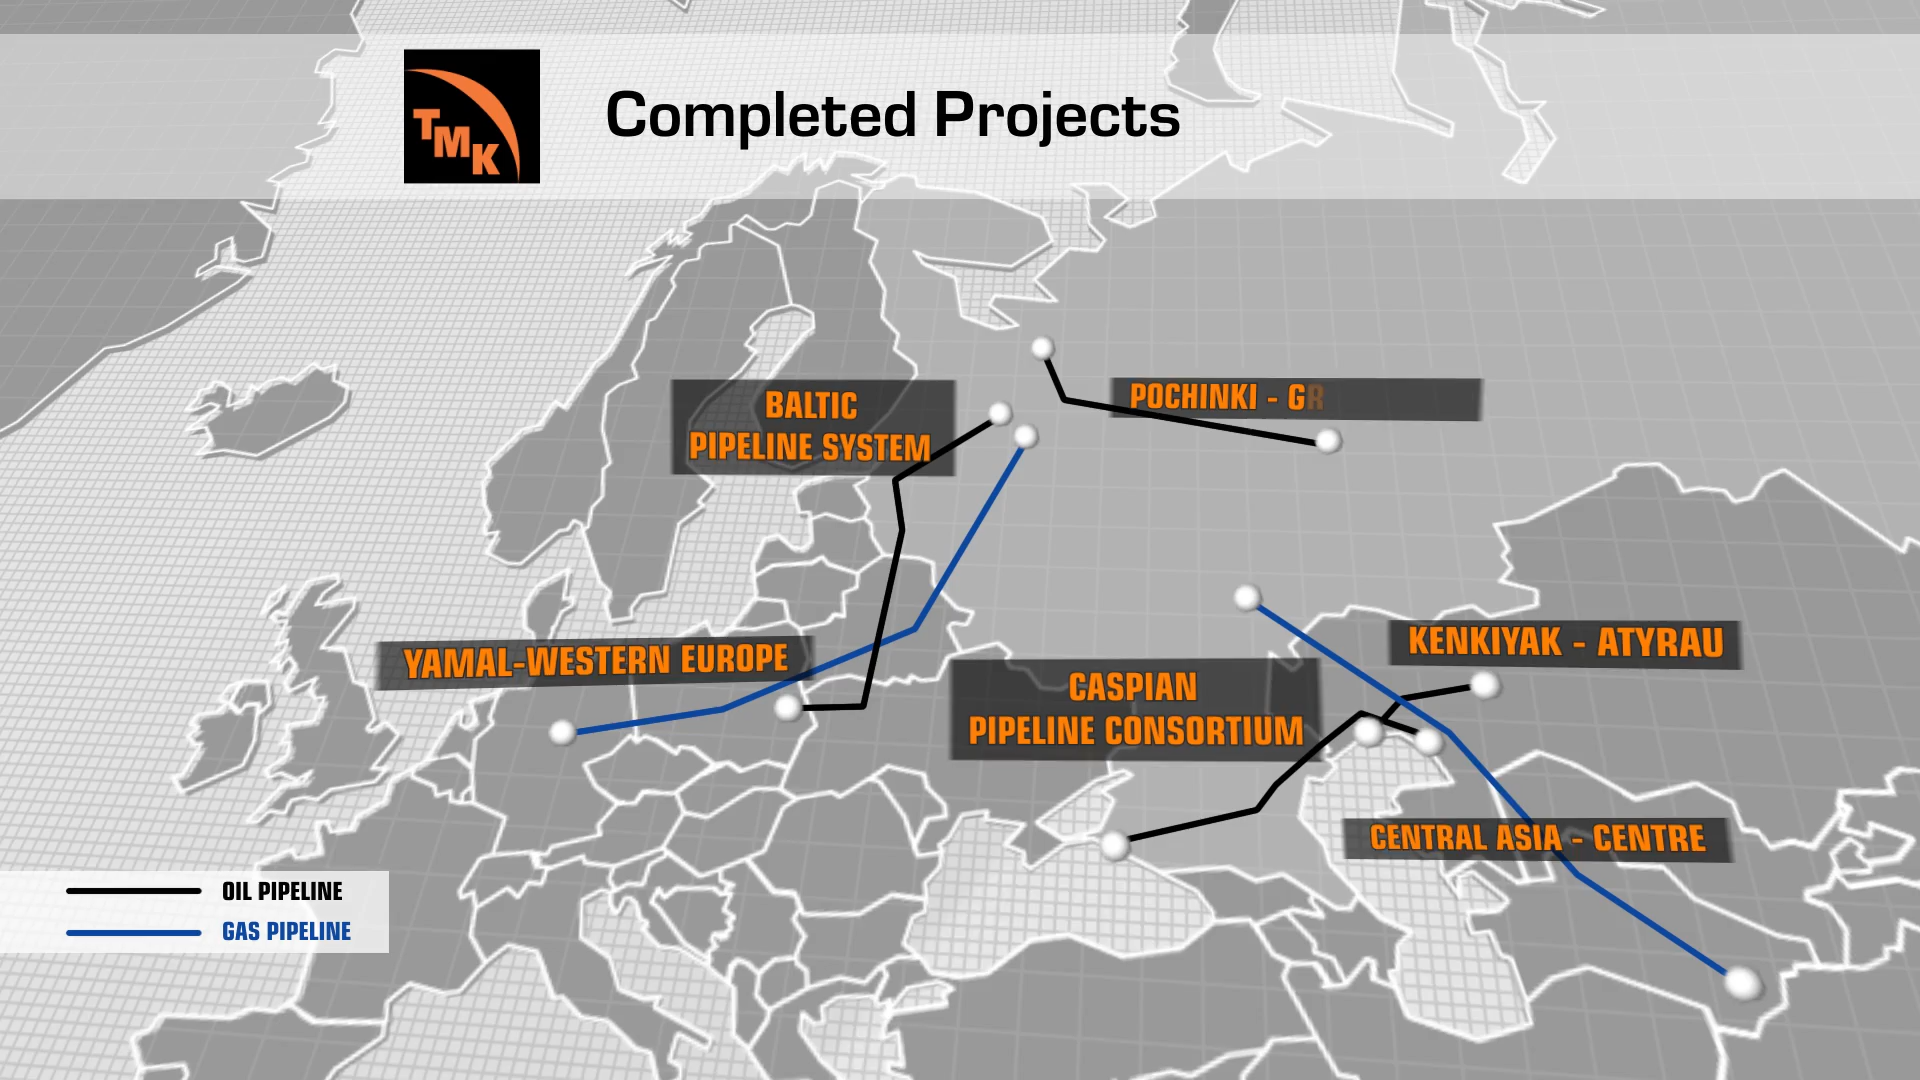 TMK
Completed Projects
BALTIC
PIPELINE SYSTEM
POCHINKI - GR
YAMAL-WESTERN EUROPE
KENKIYAK - ATYRAU
CASPIAN
PIPELINE CONSORTIUM
CENTRAL ASIA - CENTRE
OIL PIPELINE
GAS PIPELINE